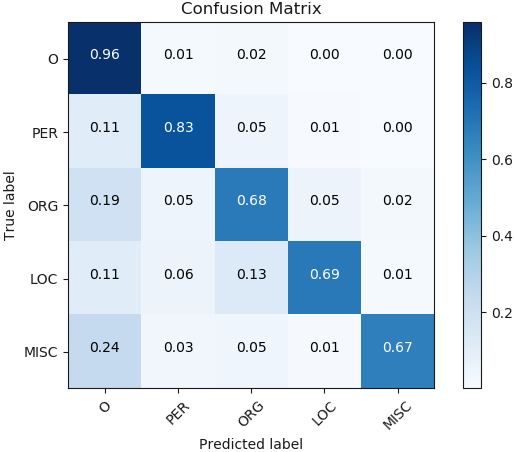 Confusion Matrix
True label
O 0.96 0.01 0.02 0.00 0.00
PER 0.11 0.83 0.05 0.01 0.00
ORG 0.19 0.05 0.68 0.05 0.02
LOC 0.11 0.06 0.13 0.69 0.01
MISC 0.24 0.03 0.05 0.01 0.67
O PER ORG LOC MISC
Predicted label
0.8
0.6
0.4
0.2